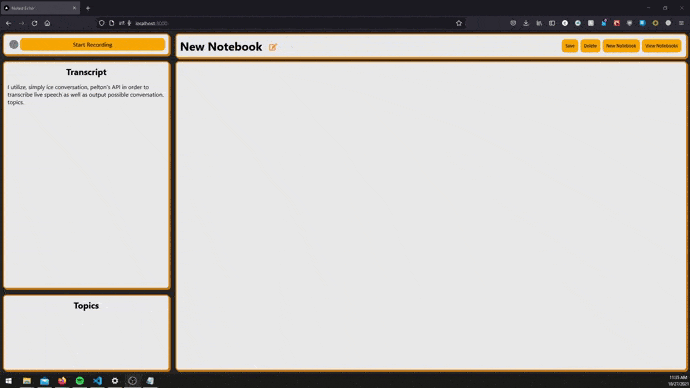 Noted Echo
localhost:3000
Start Recording
New Notebook
Save
Delete
New Notebook
View Notebooks
Transcript
I utilize, simply ice conversation, pelton's API in order to
transcribe live speech as well as output possible conversation.
topics.
Topics
11:25 AM
10/27/2021